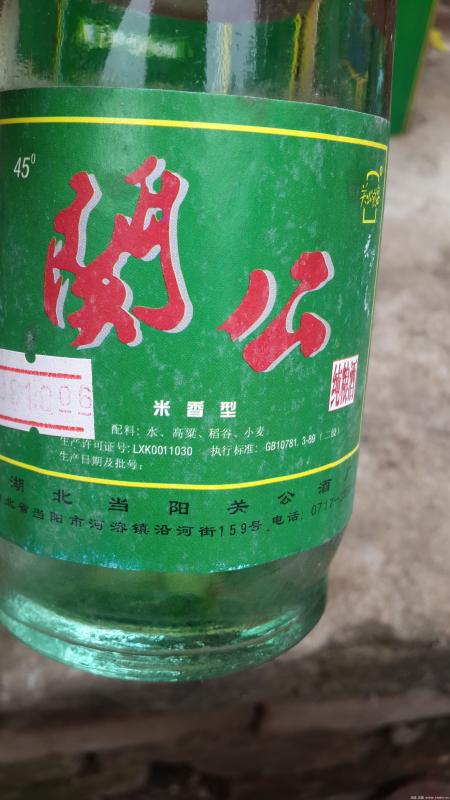 45°
關公
纯粮酒
081006
米香型
配料：水、高粱、稻谷、小麦
生产许可证号：LXK0011030 执行标准：GB10781.3-89（二级）
生产日期及批号：
湖北当阳关公酒厂
北省当阳市河溶镇沿河街159号 电话：0717-